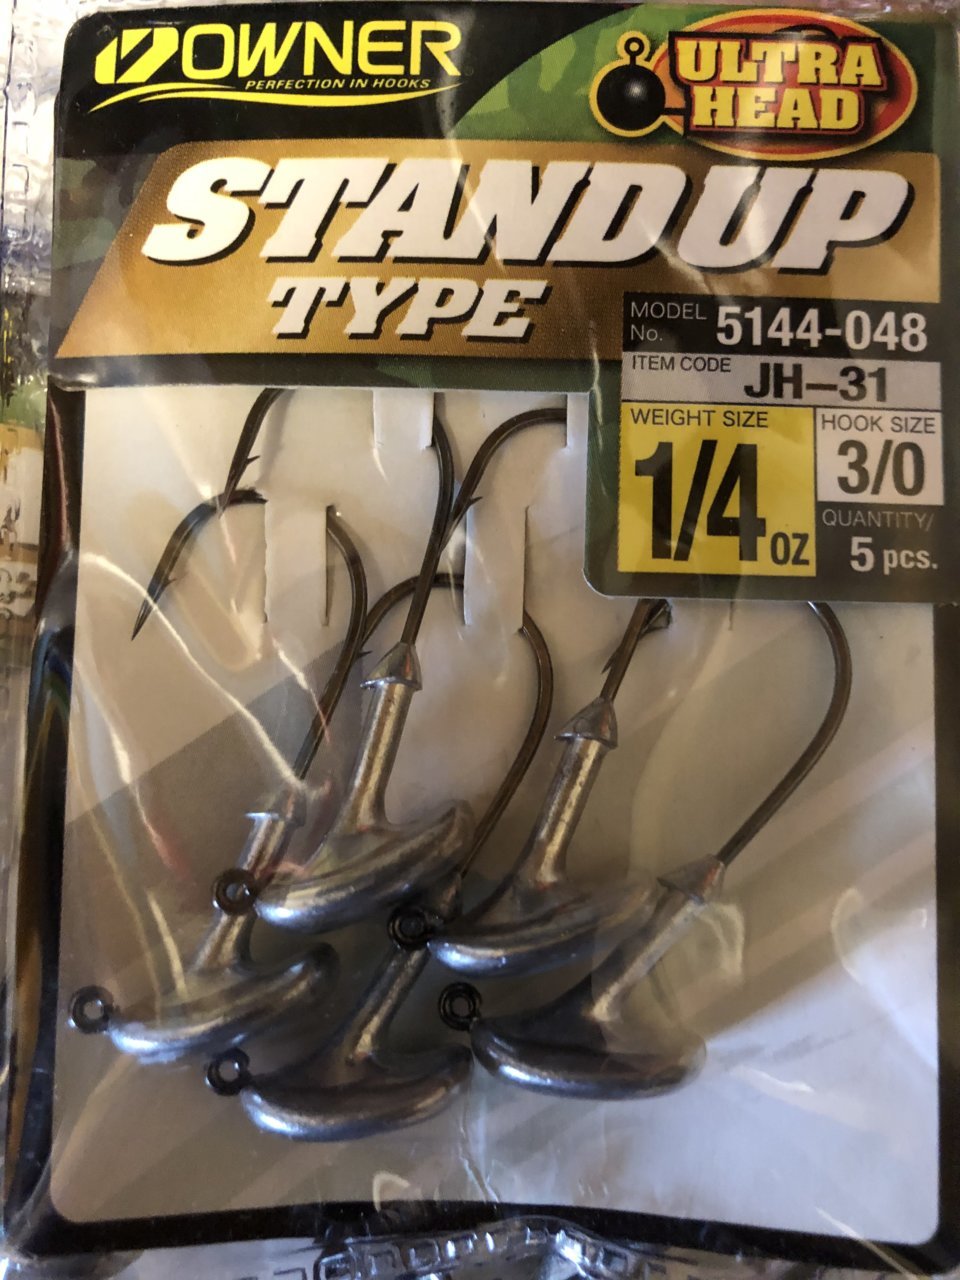 OWNER
PERFECTION IN HOOKS
ULTRA
HEAD
STAND UP
TYPE
MODEL No. 5144-048
ITEM CODE JH-31
WEIGHT SIZE
1/4 oz
HOOK SIZE
3/0
QUANTITY/
5 pcs.